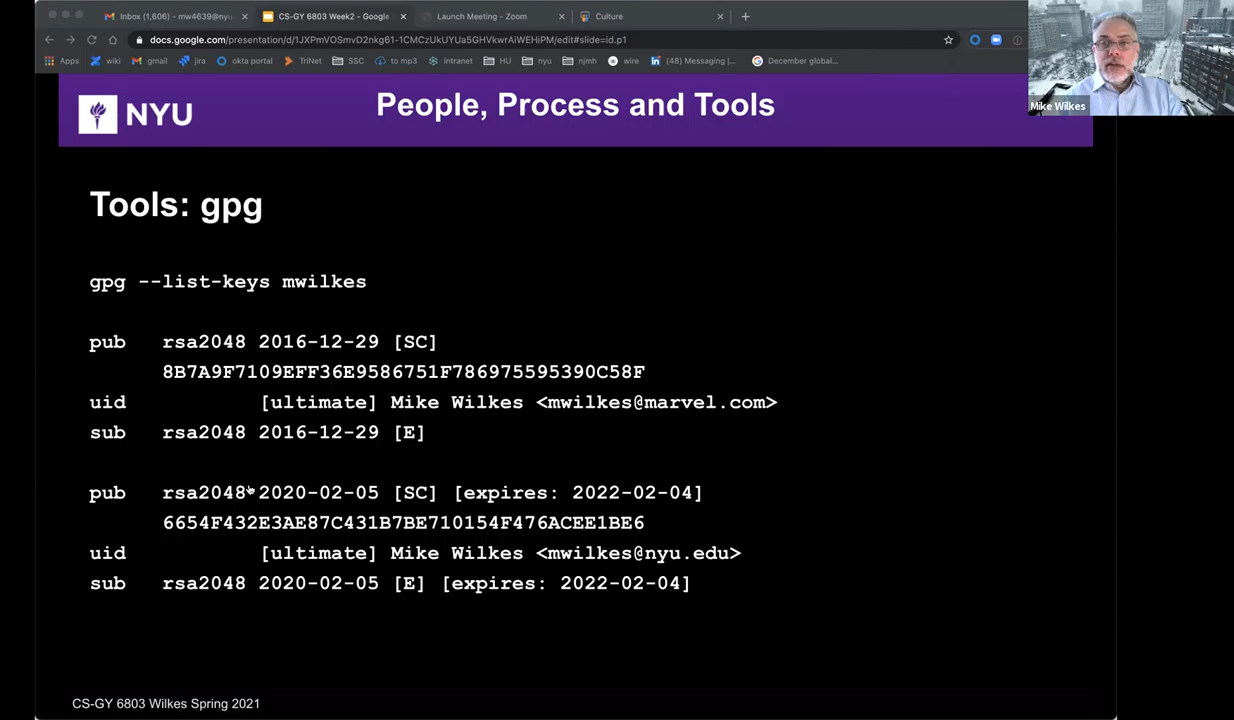 Inbox (1,606) - mw4639@nyu
CS-GY 6803 Week2 - Google
Launch Meeting - Zoom
Culture
docs.google.com/presentation/d/1JXPmVOSmvD2nkg61-1CMCzUkUYUa5GHVkwrAiWEHiPM/edit#slide=id.p1
Apps wiki gmail jira okta portal TriNet SSC to mp3 intranet HU nyu njmh wire (48) Messaging |... December global...
Mike Wilkes
NYU
People, Process and Tools
Tools: gpg
gpg --list-keys mwilkes
pub rsa2048 2016-12-29 [SC]
8B7A9F7109EFF36E9586751F786975595390C58F
uid [ultimate] Mike Wilkes <mwilkes@marvel.com>
sub rsa2048 2016-12-29 [E]
pub rsa2048 2020-02-05 [SC] [expires: 2022-02-04]
6654F432E3AE87C431B7BE710154F476ACEE1BE6
uid [ultimate] Mike Wilkes <mwilkes@nyu.edu>
sub rsa2048 2020-02-05 [E] [expires: 2022-02-04]
CS-GY 6803 Wilkes Spring 2021